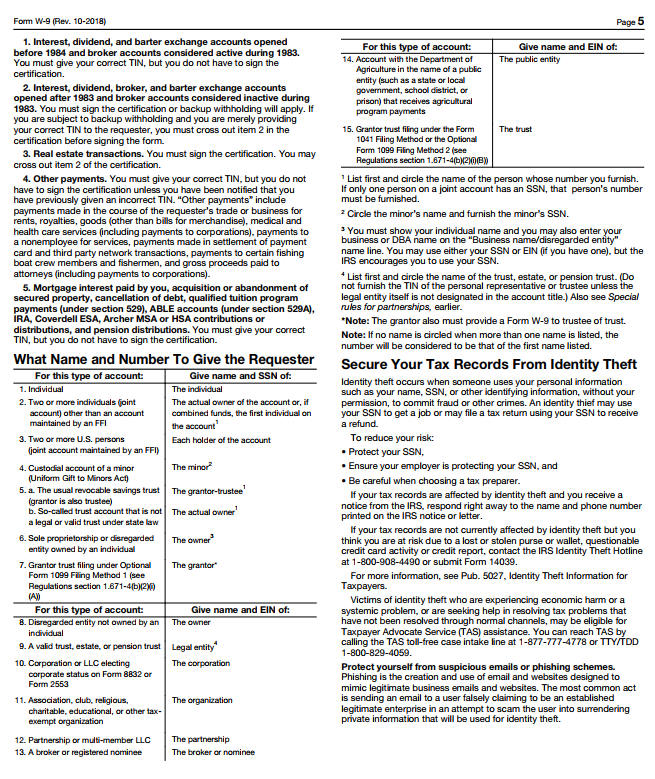 Form W-9 (Rev. 10-2018)
Page 5
1. Interest, dividend, and barter exchange accounts opened
before 1984 and broker accounts considered active during 1983.
You must give your correct TIN, but you do not have to sign the
certification.
2. Interest, dividend, broker, and barter exchange accounts
opened after 1983 and broker accounts considered inactive during
1983. You must sign the certification or backup withholding will apply. If
you are subject to backup withholding and you are merely providing
your correct TIN to the requester, you must cross out item 2 in the
certification before signing the form.
3. Real estate transactions. You must sign the certification. You may
cross out item 2 of the certification.
4. Other payments. You must give your correct TIN, but you do not
have to sign the certification unless you have been notified that you
have previously given an incorrect TIN. “Other payments” include
payments made in the course of the requester’s trade or business for
rents, royalties, goods (other than bills for merchandise), medical and
health care services (including payments to corporations), payments to
a nonemployee for services, payments made in settlement of payment
card and third party network transactions, payments to certain fishing
boat crew members and fishermen, and gross proceeds paid to
attorneys (including payments to corporations).
5. Mortgage interest paid by you, acquisition or abandonment of
secured property, cancellation of debt, qualified tuition program
payments (under section 529), ABLE accounts (under section 529A),
IRA, Coverdell ESA, Archer MSA or HSA contributions or
distributions, and pension distributions. You must give your correct
TIN, but you do not have to sign the certification.
What Name and Number To Give the Requester
For this type of account: Give name and SSN of:
1. Individual The individual
2. Two or more individuals (joint The actual owner of the account or, if
account) other than an account combined funds, the first individual on
maintained by an FFI the account¹
3. Two or more U.S. persons Each holder of the account
(joint account maintained by an FFI)
4. Custodial account of a minor The minor²
(Uniform Gift to Minors Act)
5. a. The usual revocable savings trust The grantor-trustee¹
(grantor is also trustee)
b. So-called trust account that is not The actual owner¹
a legal or valid trust under state law
6. Sole proprietorship or disregarded The owner³
entity owned by an individual
7. Grantor trust filing under Optional The grantor*
Form 1099 Filing Method 1 (see
Regulations section 1.671-4(b)(2)(i)
(A))
For this type of account: Give name and EIN of:
8. Disregarded entity not owned by an The owner
individual
9. A valid trust, estate, or pension trust Legal entity⁴
10. Corporation or LLC electing The corporation
corporate status on Form 8832 or
Form 2553
11. Association, club, religious, The organization
charitable, educational, or other tax-
exempt organization
12. Partnership or multi-member LLC The partnership
13. A broker or registered nominee The broker or nominee
For this type of account: Give name and EIN of:
14. Account with the Department of The public entity
Agriculture in the name of a public
entity (such as a state or local
government, school district, or
prison) that receives agricultural
program payments
15. Grantor trust filing under the Form The trust
1041 Filing Method or the Optional
Form 1099 Filing Method 2 (see
Regulations section 1.671-4(b)(2)(i)(B))
¹ List first and circle the name of the person whose number you furnish.
If only one person on a joint account has an SSN, that person’s number
must be furnished.
² Circle the minor’s name and furnish the minor’s SSN.
³ You must show your individual name and you may also enter your
business or DBA name on the “Business name/disregarded entity”
name line. You may use either your SSN or EIN (if you have one), but the
IRS encourages you to use your SSN.
⁴ List first and circle the name of the trust, estate, or pension trust. (Do
not furnish the TIN of the personal representative or trustee unless the
legal entity itself is not designated in the account title.) Also see Special
rules for partnerships, earlier.
*Note: The grantor also must provide a Form W-9 to trustee of trust.
Note: If no name is circled when more than one name is listed, the
number will be considered to be that of the first name listed.
Secure Your Tax Records From Identity Theft
Identity theft occurs when someone uses your personal information
such as your name, SSN, or other identifying information, without your
permission, to commit fraud or other crimes. An identity thief may use
your SSN to get a job or may file a tax return using your SSN to receive
a refund.
To reduce your risk:
• Protect your SSN,
• Ensure your employer is protecting your SSN, and
• Be careful when choosing a tax preparer.
If your tax records are affected by identity theft and you receive a
notice from the IRS, respond right away to the name and phone number
printed on the IRS notice or letter.
If your tax records are not currently affected by identity theft but you
think you are at risk due to a lost or stolen purse or wallet, questionable
credit card activity or credit report, contact the IRS Identity Theft Hotline
at 1-800-908-4490 or submit Form 14039.
For more information, see Pub. 5027, Identity Theft Information for
Taxpayers.
Victims of identity theft who are experiencing economic harm or a
systemic problem, or are seeking help in resolving tax problems that
have not been resolved through normal channels, may be eligible for
Taxpayer Advocate Service (TAS) assistance. You can reach TAS by
calling the TAS toll-free case intake line at 1-877-777-4778 or TTY/TDD
1-800-829-4059.
Protect yourself from suspicious emails or phishing schemes.
Phishing is the creation and use of email and websites designed to
mimic legitimate business emails and websites. The most common act
is sending an email to a user falsely claiming to be an established
legitimate enterprise in an attempt to scam the user into surrendering
private information that will be used for identity theft.